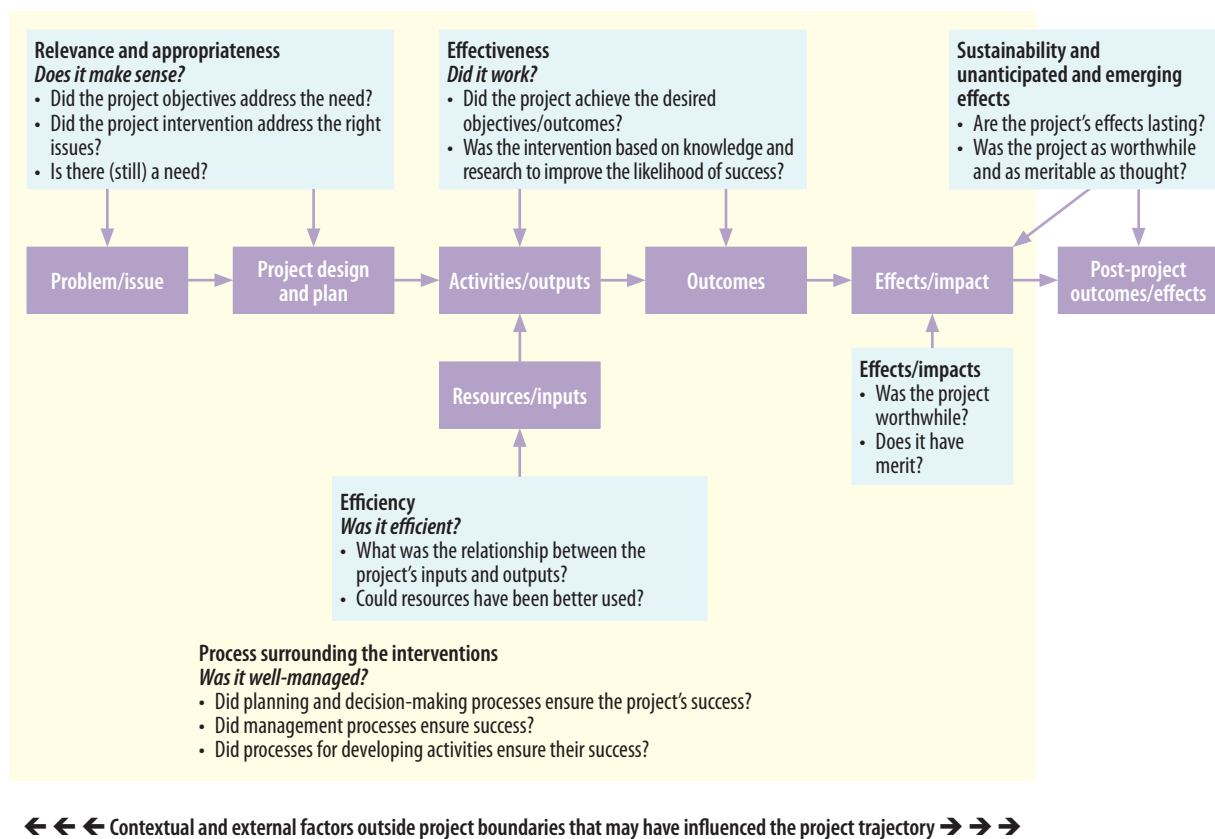 Relevance and appropriateness
Does it make sense?
• Did the project objectives address the need?
• Did the project intervention address the right
issues?
• Is there (still) a need?
Effectiveness
Did it work?
• Did the project achieve the desired
objectives/outcomes?
• Was the intervention based on knowledge and
research to improve the likelihood of success?
Sustainability and
unanticipated and emerging
effects
• Are the project’s effects lasting?
• Was the project as worthwhile
and as meritable as thought?
Problem/issue
Project design
and plan
Activities/outputs
Outcomes
Effects/impact
Post-project
outcomes/effects
Resources/inputs
Effects/impacts
• Was the project
worthwhile?
• Does it have
merit?
Efficiency
Was it efficient?
• What was the relationship between the
project’s inputs and outputs?
• Could resources have been better used?
Process surrounding the interventions
Was it well-managed?
• Did planning and decision-making processes ensure the project’s success?
• Did management processes ensure success?
• Did processes for developing activities ensure their success?
← ← ← Contextual and external factors outside project boundaries that may have influenced the project trajectory → → →